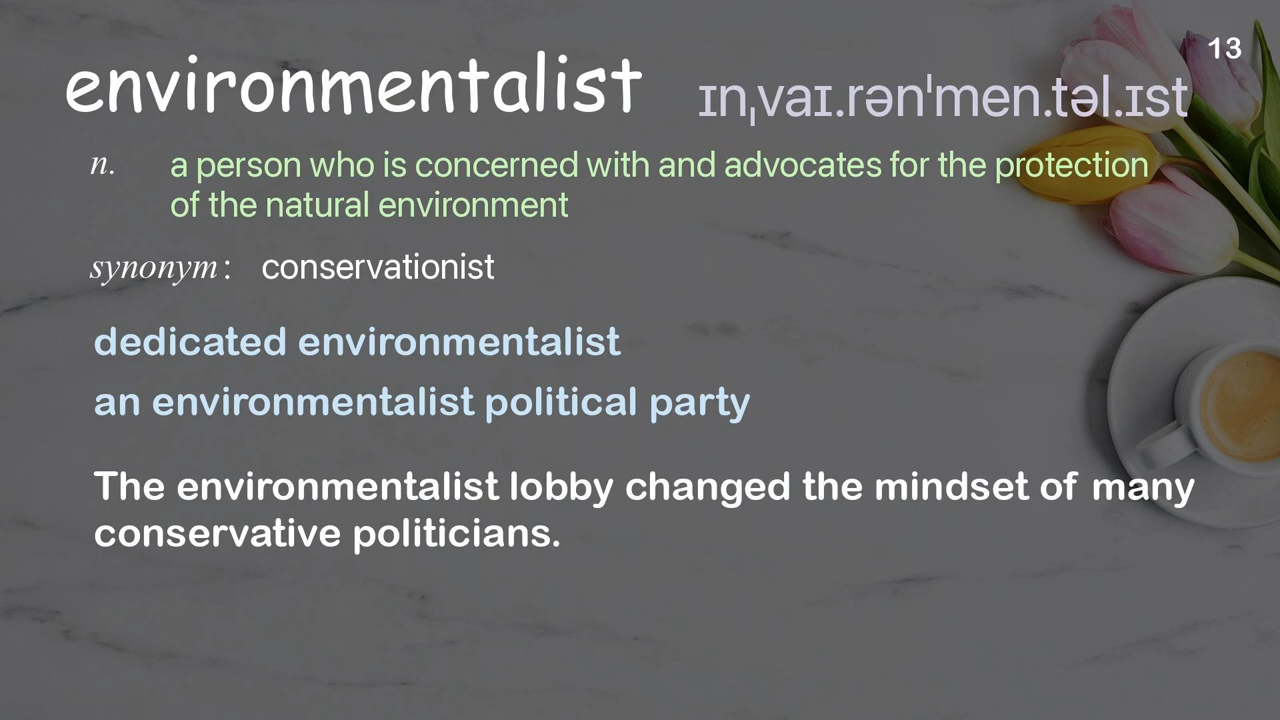 13
environmentalist ɪnˌvaɪ.rənˈmen.təl.ɪst
n. a person who is concerned with and advocates for the protection
of the natural environment
synonym: conservationist
dedicated environmentalist
an environmentalist political party
The environmentalist lobby changed the mindset of many
conservative politicians.